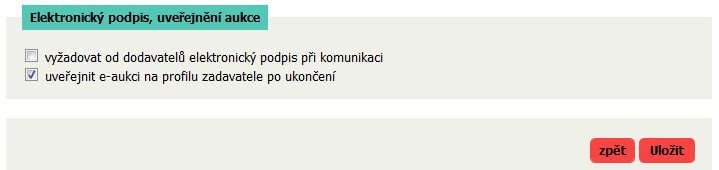 Elektronický podpis, uveřejnění aukce
vyžadovat od dodavatelů elektronický podpis při komunikaci
uveřejnit e-aukci na profilu zadavatele po ukončení
zpět Uložit